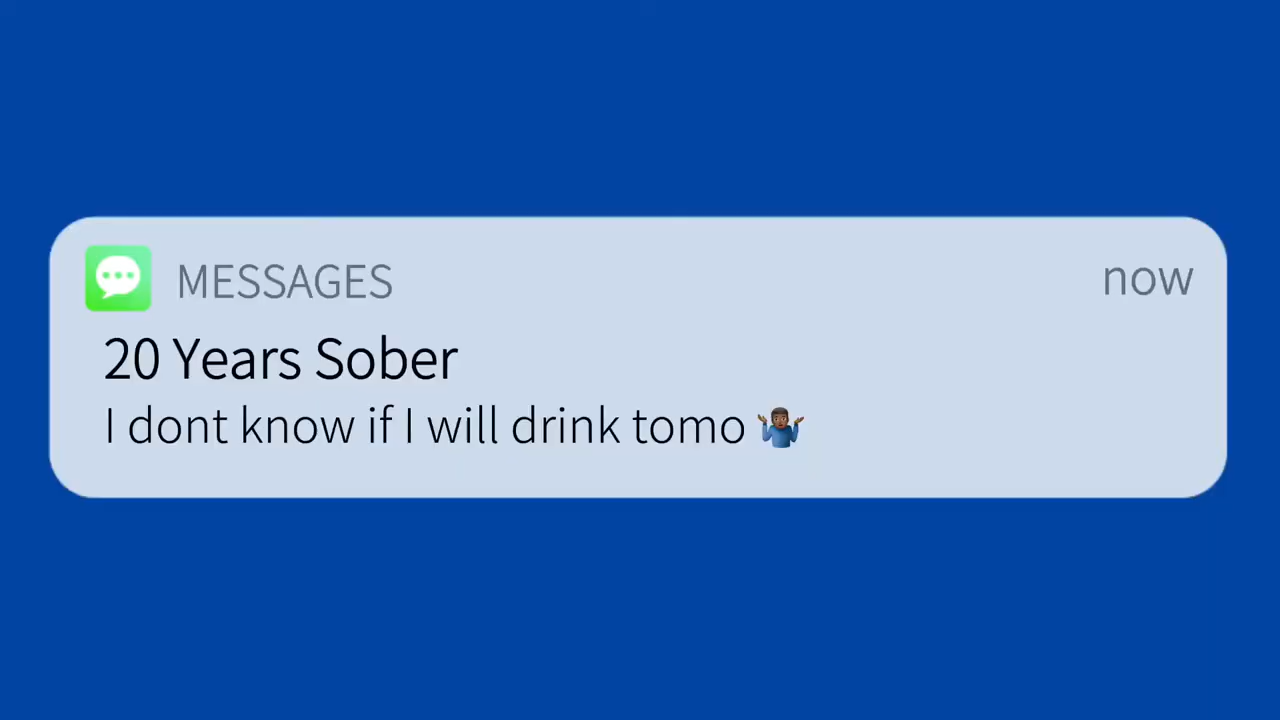 MESSAGES
now
20 Years Sober
I dont know if I will drink tomo 🤷🏾‍♂️